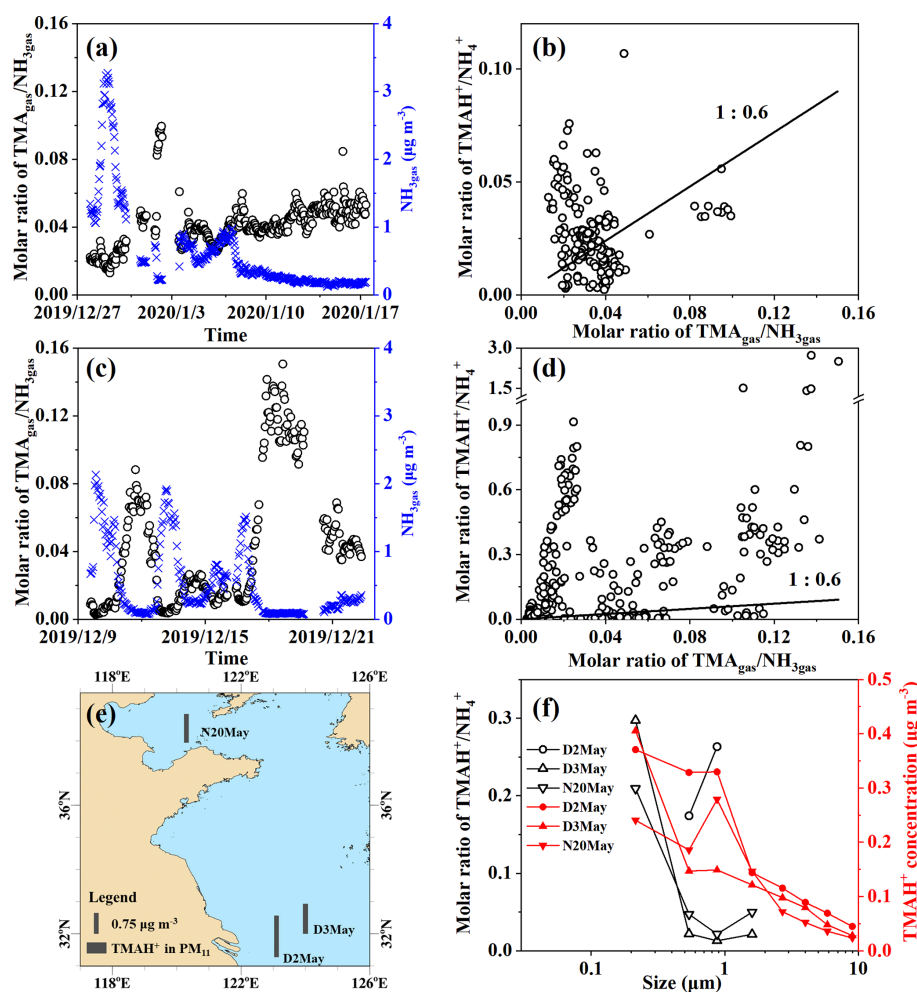 (a)
0.16
0.12
0.08
0.04
0.00
4
3
2
1
0
Molar ratio of TMAgas/NH3gas
NH3gas (μg m-3)
2019/12/27 2020/1/3 2020/1/10 2020/1/17
Time
(b)
0.10
0.05
0.00
1 : 0.6
Molar ratio of TMAH+/NH4+
0.00 0.04 0.08 0.12 0.16
Molar ratio of TMAgas/NH3gas
(c)
0.16
0.12
0.08
0.04
0.00
4
3
2
1
0
Molar ratio of TMAgas/NH3gas
NH3gas (μg m-3)
2019/12/9 2019/12/15 2019/12/21
Time
(d)
3.0
1.5
0.9
0.6
0.3
0.0
1 : 0.6
Molar ratio of TMAH+/NH4+
0.00 0.04 0.08 0.12 0.16
Molar ratio of TMAgas/NH3gas
118°E 122°E 126°E
(e)
N20May
36°N
36°N
Legend
0.75 μg m-3
TMAH+ in PM11
D3May
D2May
32°N
32°N
118°E 122°E 126°E
(f)
0.3
0.2
0.1
0.0
0.5
0.4
0.3
0.2
0.1
0.0
D2May
D3May
N20May
D2May
D3May
N20May
Molar ratio of TMAH+/NH4+
TMAH+ concentration (μg m-3)
0.1 1 10
Size (μm)